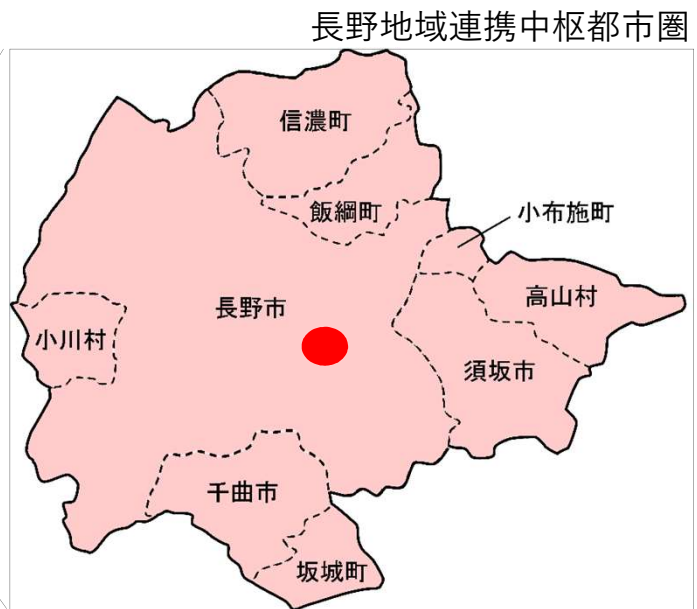 長野地域連携中枢都市圏
信濃町
飯綱町
小布施町
高山村
長野市
小川村
須坂市
千曲市
坂城町